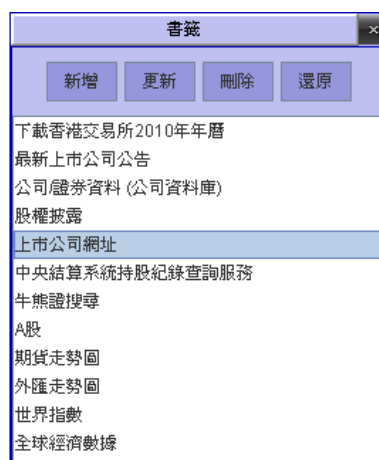 書籤
新增 更新 刪除 還原
下載香港交易所2010年年曆
最新上市公司公告
公司/證券資料 (公司資料庫)
股權披露
上市公司網址
中央結算系統持股紀錄查詢服務
牛熊證搜尋
A股
期貨走勢圖
外匯走勢圖
世界指數
全球經濟數據